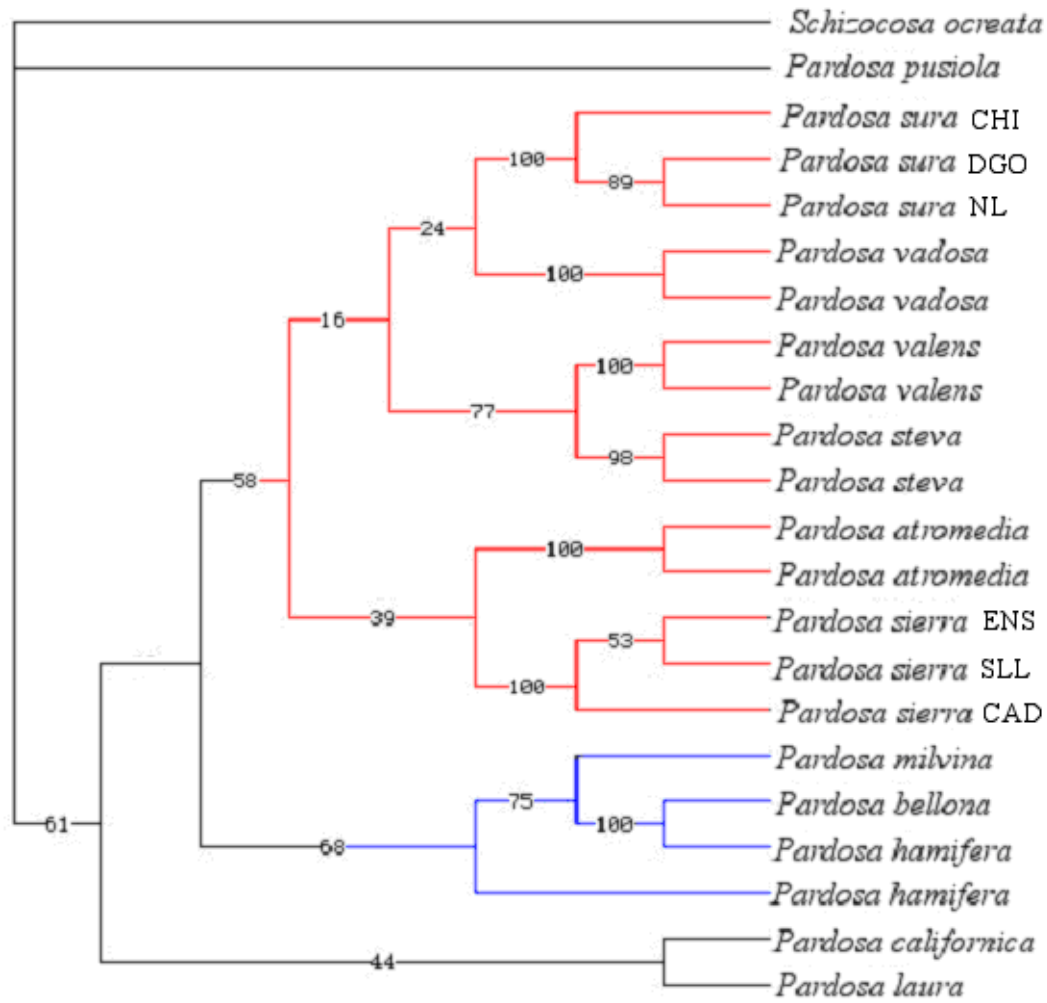 Schizocosa ocreata
Pardosa pusiola
Pardosa sura CHI
100
Pardosa sura DGO
89
Pardosa sura NL
24
Pardosa vadosa
100
Pardosa vadosa
16
Pardosa valens
100
Pardosa valens
77
Pardosa steva
98
Pardosa steva
58
Pardosa atromedia
100
Pardosa atromedia
39
Pardosa sierra ENS
53
Pardosa sierra SLL
100
Pardosa sierra CAD
Pardosa milvina
75
Pardosa bellona
61
100
68
Pardosa hamifera
Pardosa hamifera
Pardosa californica
44
Pardosa laura